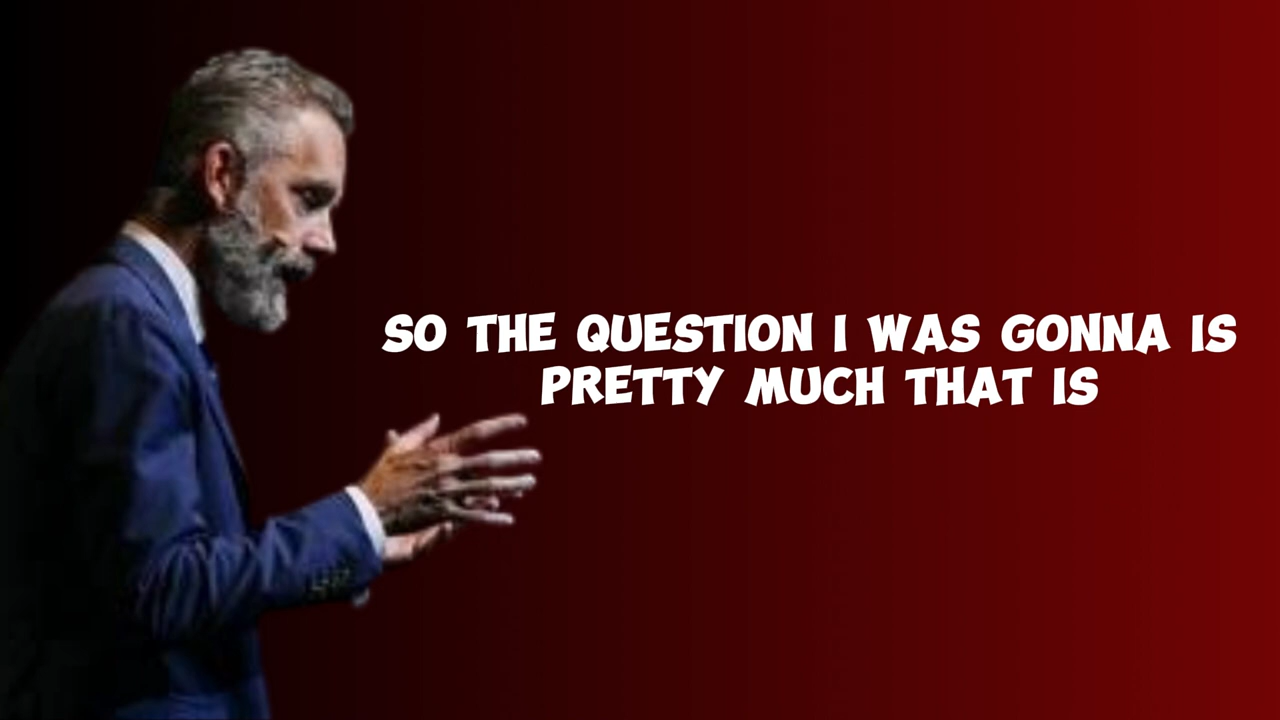 SO THE QUESTION I WAS GONNA IS
PRETTY MUCH THAT IS